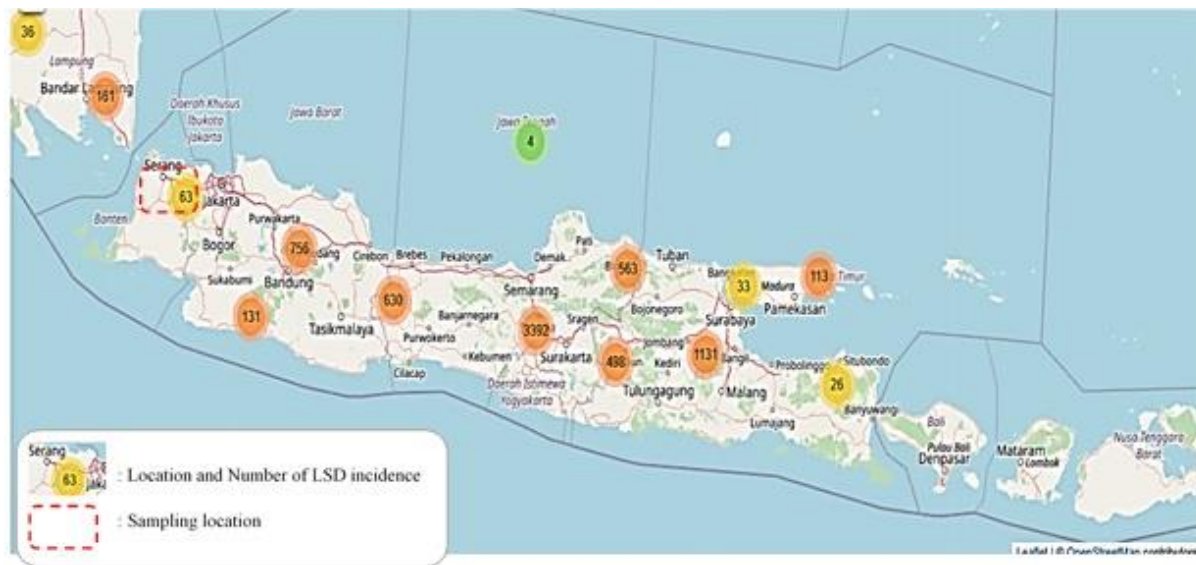 36
Lampung
Bandar
161
Daerah Khusus
Ibukota
Jakarta
Jawa Barat
4
Serang
63
Jakarta
Banten
Bogor
Purwakarta
756
Sukabumi
Bandung
131
Cirebon
Brebes
Pekalongan
630
Tasikmalaya
Banjarnegara
Purwokerto
Cilacap
Kebumen
Demak
Pati
Semarang
3392
Sragen
Surakarta
Daerah Istimewa
Yogyakarta
563
Tuban
Bojonegoro
498
Kediri
Jombang
1131
Tulungagung
Malang
33
Madura
113
Timur
Surabaya
Pamekasan
Probolinggo
Situbondo
26
Lumajang
Banyuwangi
Bali
Pulau Bali
Denpasar
Mataram
Lombok
Nusa Tenggara
Barat
Serang
63
: Location and Number of LSD incidence
: Sampling location
Leaflet | © OpenStreetMap contributors